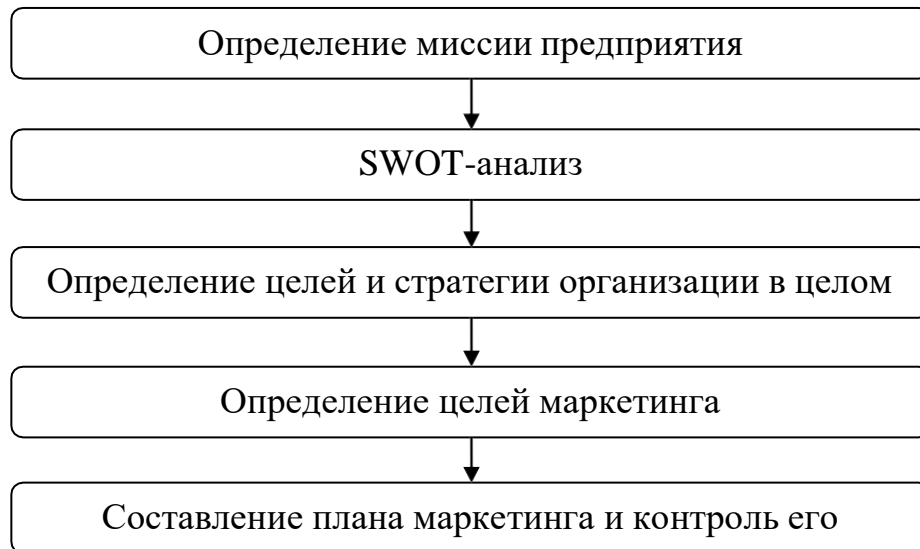 Определение миссии предприятия
SWOT-анализ
Определение целей и стратегии организации в целом
Определение целей маркетинга
Составление плана маркетинга и контроль его